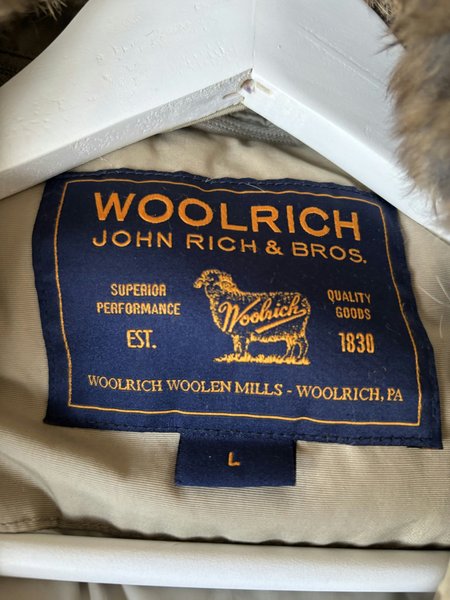 WOOLRICH
JOHN RICH & BROS.
SUPERIOR
PERFORMANCE
EST.
Woolrich
QUALITY
GOODS
1830
WOOLRICH WOOLEN MILLS - WOOLRICH, PA
L